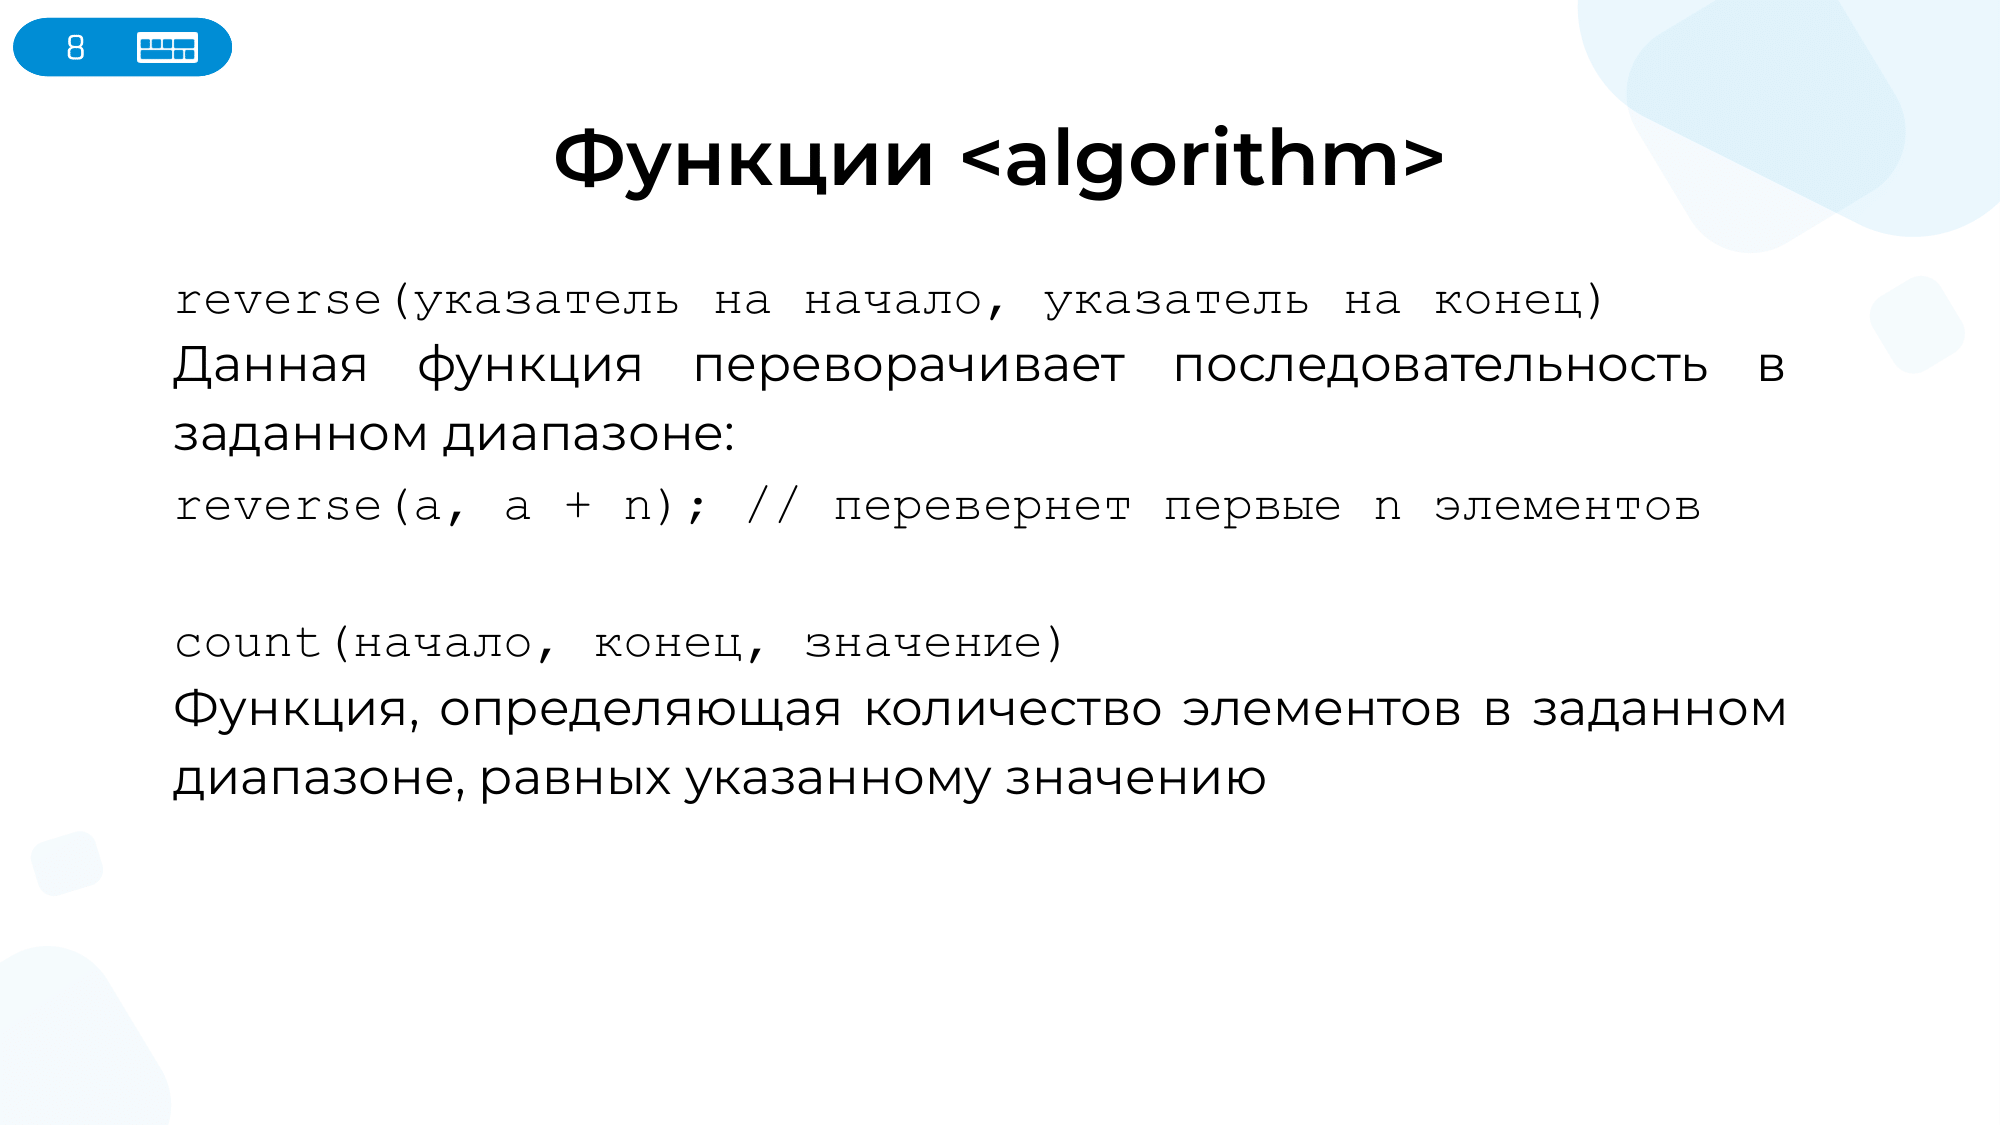 8
Функции <algorithm>
reverse(указатель на начало, указатель на конец)
Данная функция переворачивает последовательность в
заданном диапазоне:
reverse(a, a + n); // перевернет первые n элементов
count(начало, конец, значение)
Функция, определяющая количество элементов в заданном
диапазоне, равных указанному значению